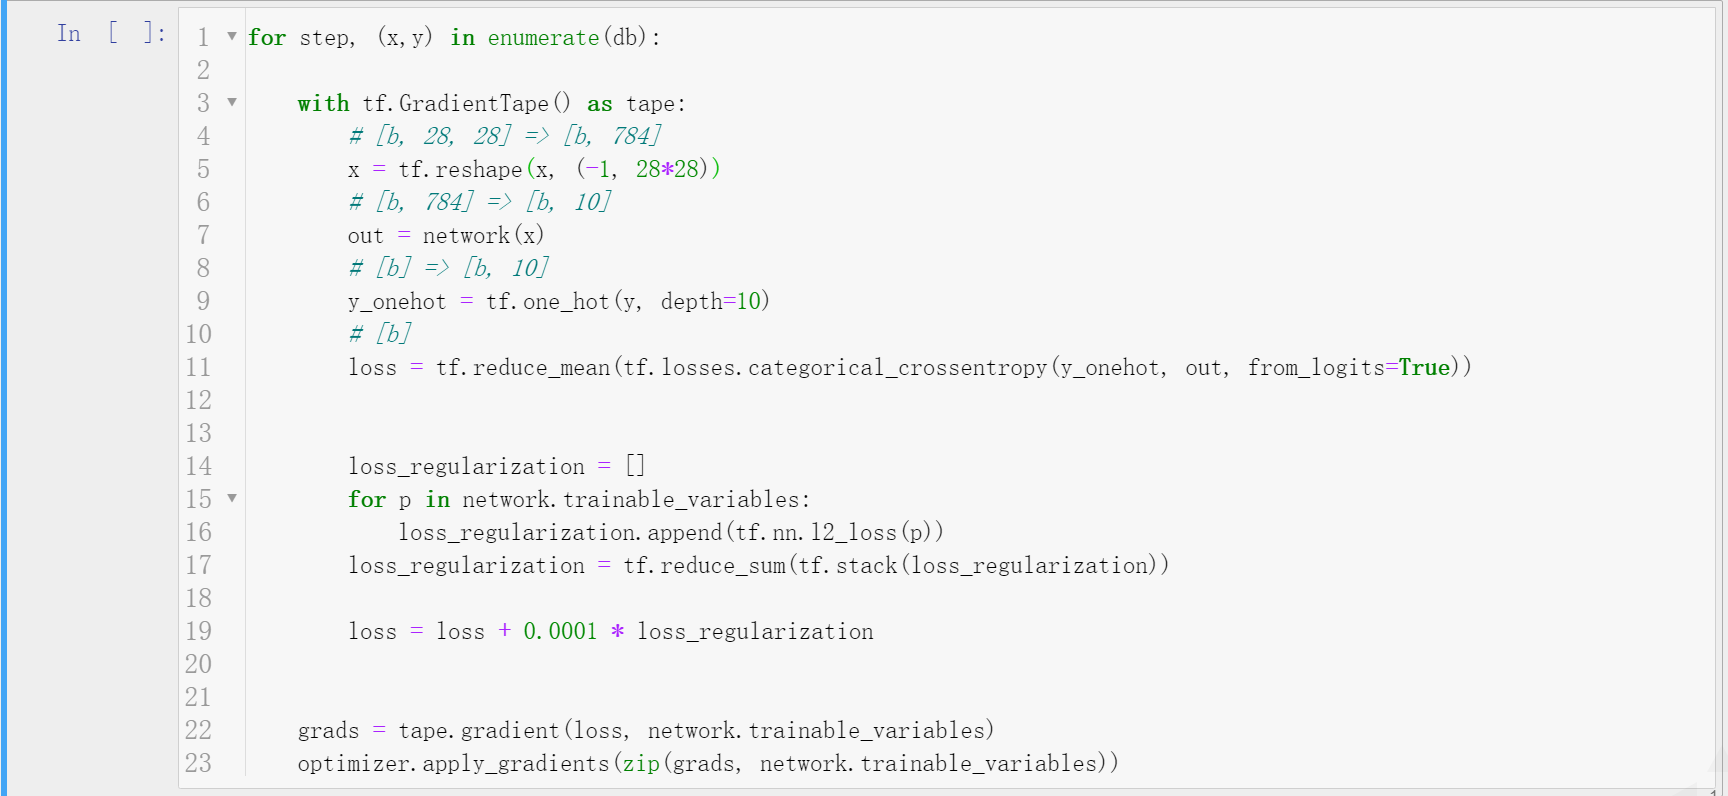 In [ ]:
1 for step, (x,y) in enumerate(db):
2
3     with tf.GradientTape() as tape:
4         # [b, 28, 28] => [b, 784]
5         x = tf.reshape(x, (-1, 28*28))
6         # [b, 784] => [b, 10]
7         out = network(x)
8         # [b] => [b, 10]
9         y_onehot = tf.one_hot(y, depth=10)
10         # [b]
11         loss = tf.reduce_mean(tf.losses.categorical_crossentropy(y_onehot, out, from_logits=True))
12
13
14         loss_regularization = []
15         for p in network.trainable_variables:
16             loss_regularization.append(tf.nn.l2_loss(p))
17         loss_regularization = tf.reduce_sum(tf.stack(loss_regularization))
18
19         loss = loss + 0.0001 * loss_regularization
20
21
22     grads = tape.gradient(loss, network.trainable_variables)
23     optimizer.apply_gradients(zip(grads, network.trainable_variables))